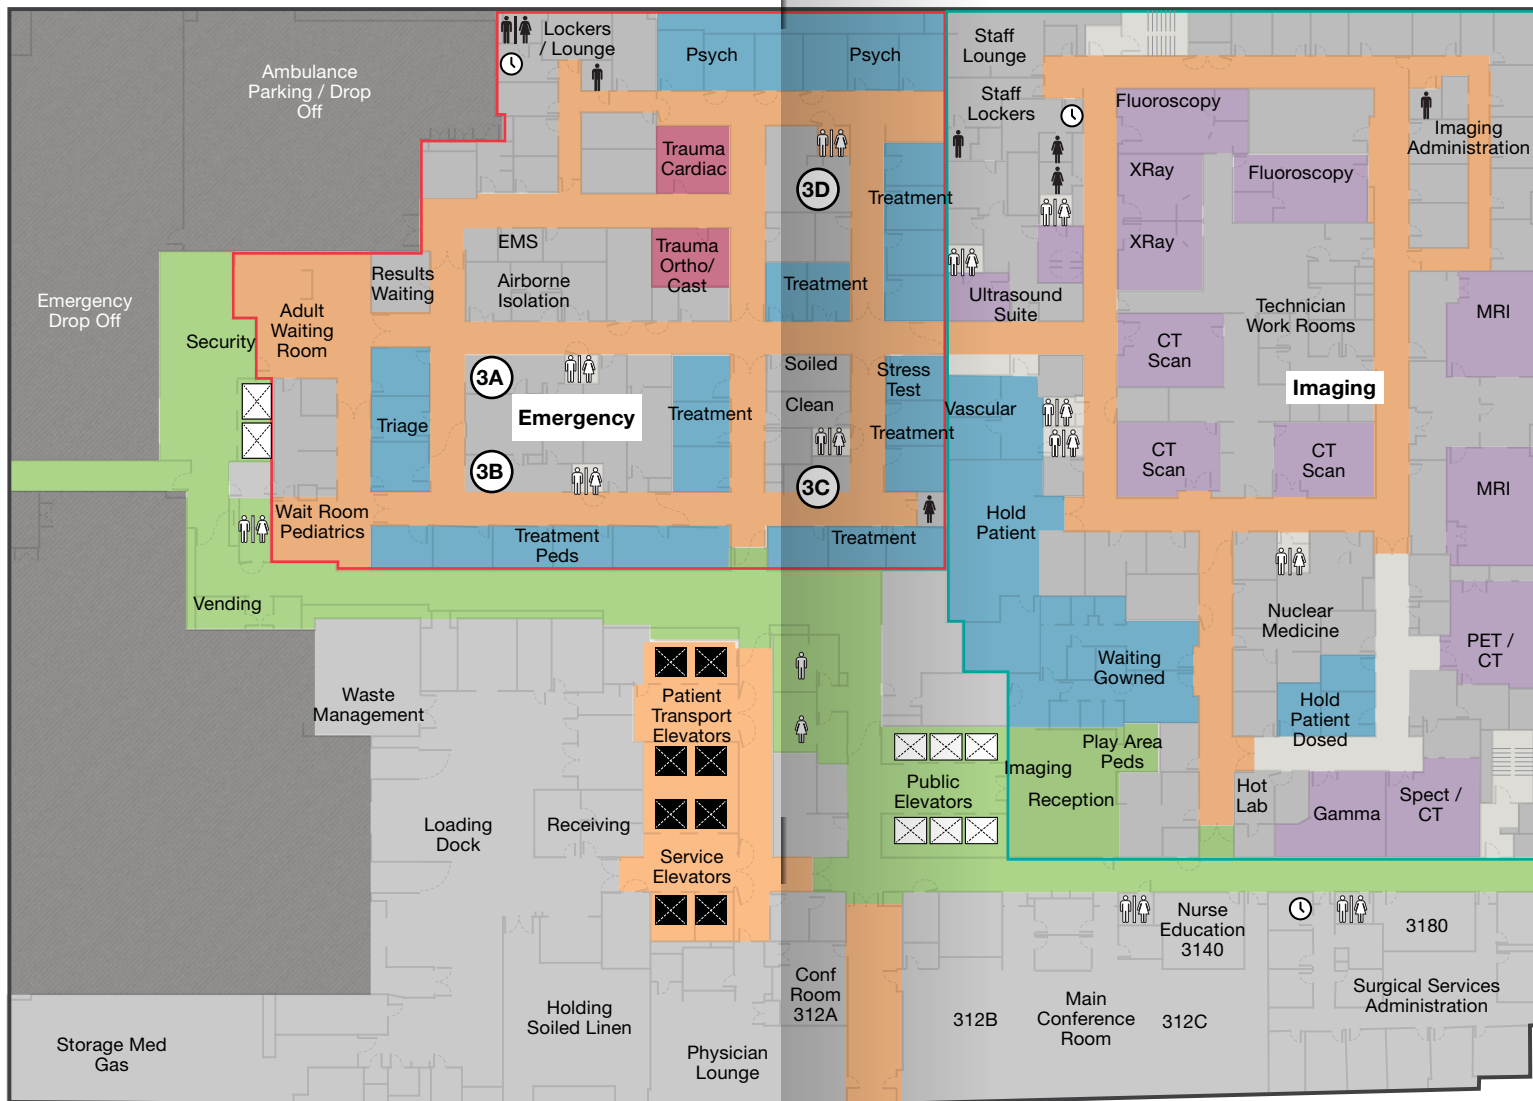 Lockers
/ Lounge
Psych
Psych
Staff
Lounge
Ambulance
Parking / Drop
Off
Staff
Lockers
Fluoroscopy
Imaging
Administration
Trauma
Cardiac
3D
Treatment
XRay
Fluoroscopy
EMS
Airborne
Isolation
Trauma
Ortho/
Cast
XRay
Results
Waiting
Treatment
Ultrasound
Suite
Technician
Work Rooms
MRI
Emergency
Drop Off
Security
Adult
Waiting
Room
CT
Scan
3A
Soiled
Stress
Test
Imaging
Clean
Vascular
Emergency
Treatment
Triage
Treatment
CT
Scan
CT
Scan
3B
3C
MRI
Wait Room
Pediatrics
Hold
Patient
Treatment
Peds
Treatment
Vending
Nuclear
Medicine
PET /
CT
Waiting
Gowned
Waste
Management
Patient
Transport
Elevators
Hold
Patient
Dosed
Play Area
Peds
Imaging
Reception
Public
Elevators
Hot
Lab
Gamma
Spect /
CT
Loading
Dock
Receiving
Service
Elevators
Nurse
Education
3140
3180
Conf
Room
312A
312B
Main
Conference
Room
312C
Surgical Services
Administration
Holding
Soiled Linen
Storage Med
Gas
Physician
Lounge